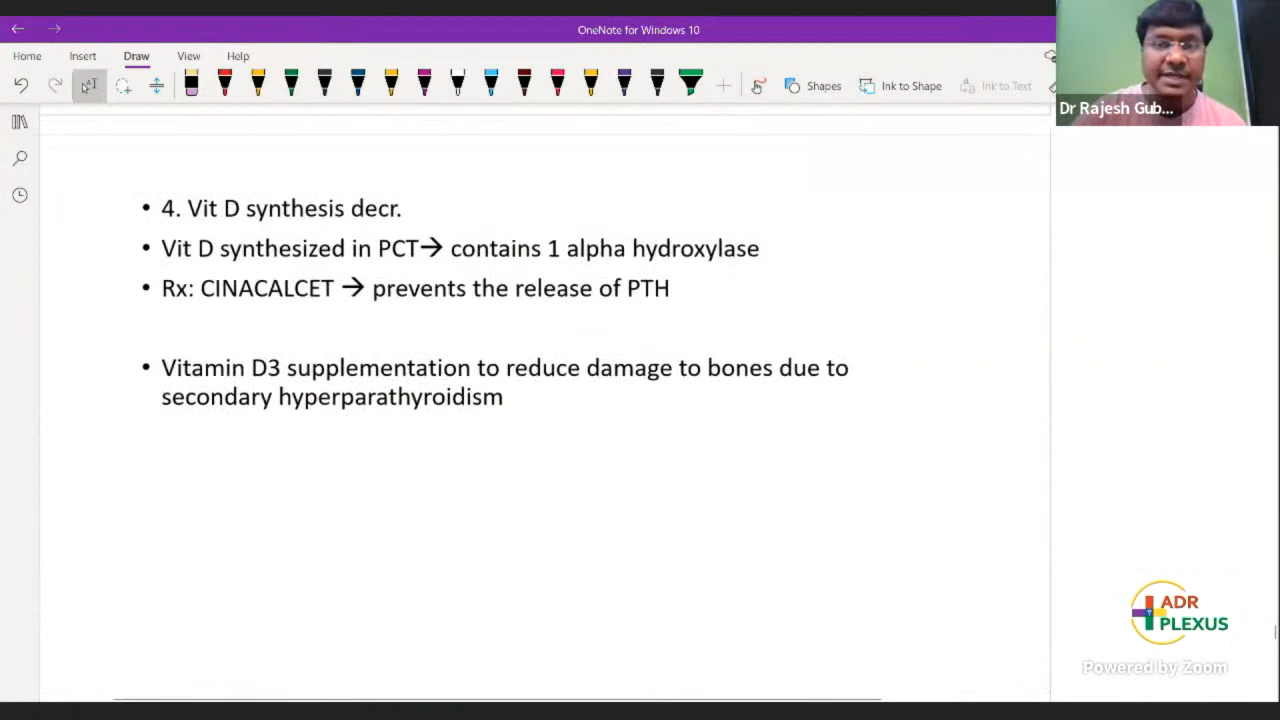 OneNote for Windows 10
Home Insert Draw View Help
Shapes Ink to Shape Ink to Text
Dr Rajesh Gub...
• 4. Vit D synthesis decr.
• Vit D synthesized in PCT→ contains 1 alpha hydroxylase
• Rx: CINACALCET → prevents the release of PTH
• Vitamin D3 supplementation to reduce damage to bones due to
secondary hyperparathyroidism
ADR
PLEXUS
Powered by Zoom